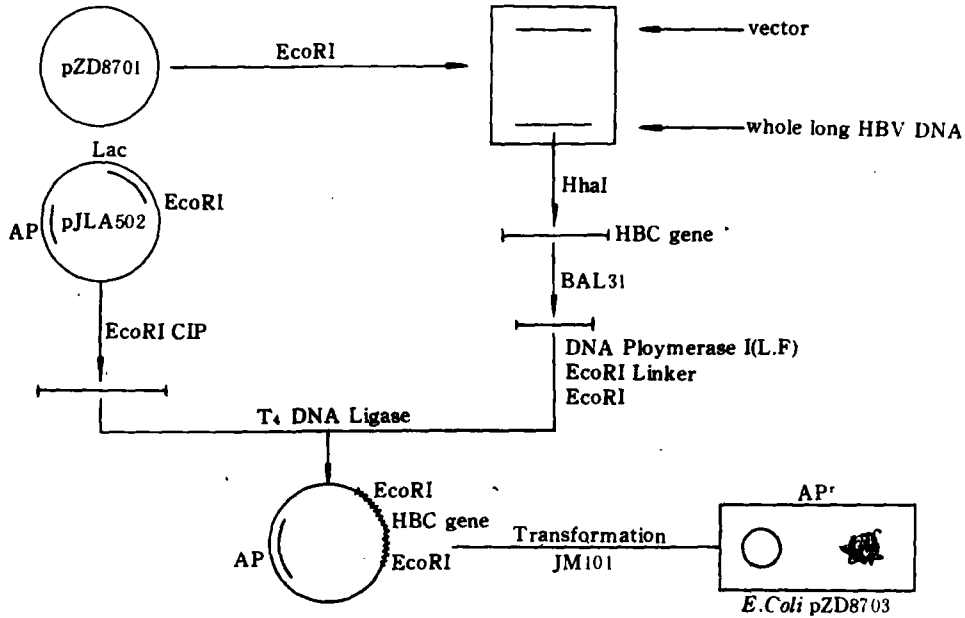 pZD8701
EcoRI
vector
whole long HBV DNA
Lac
EcoRI
AP
pJLA502
HhaI
HBC gene
BAL31
EcoRI CIP
DNA Ploymerase I(L.F)
EcoRI Linker
EcoRI
T4 DNA Ligase
EcoRI
HBC gene
AP
EcoRI
Transformation
JM101
APr
E.Coli pZD8703